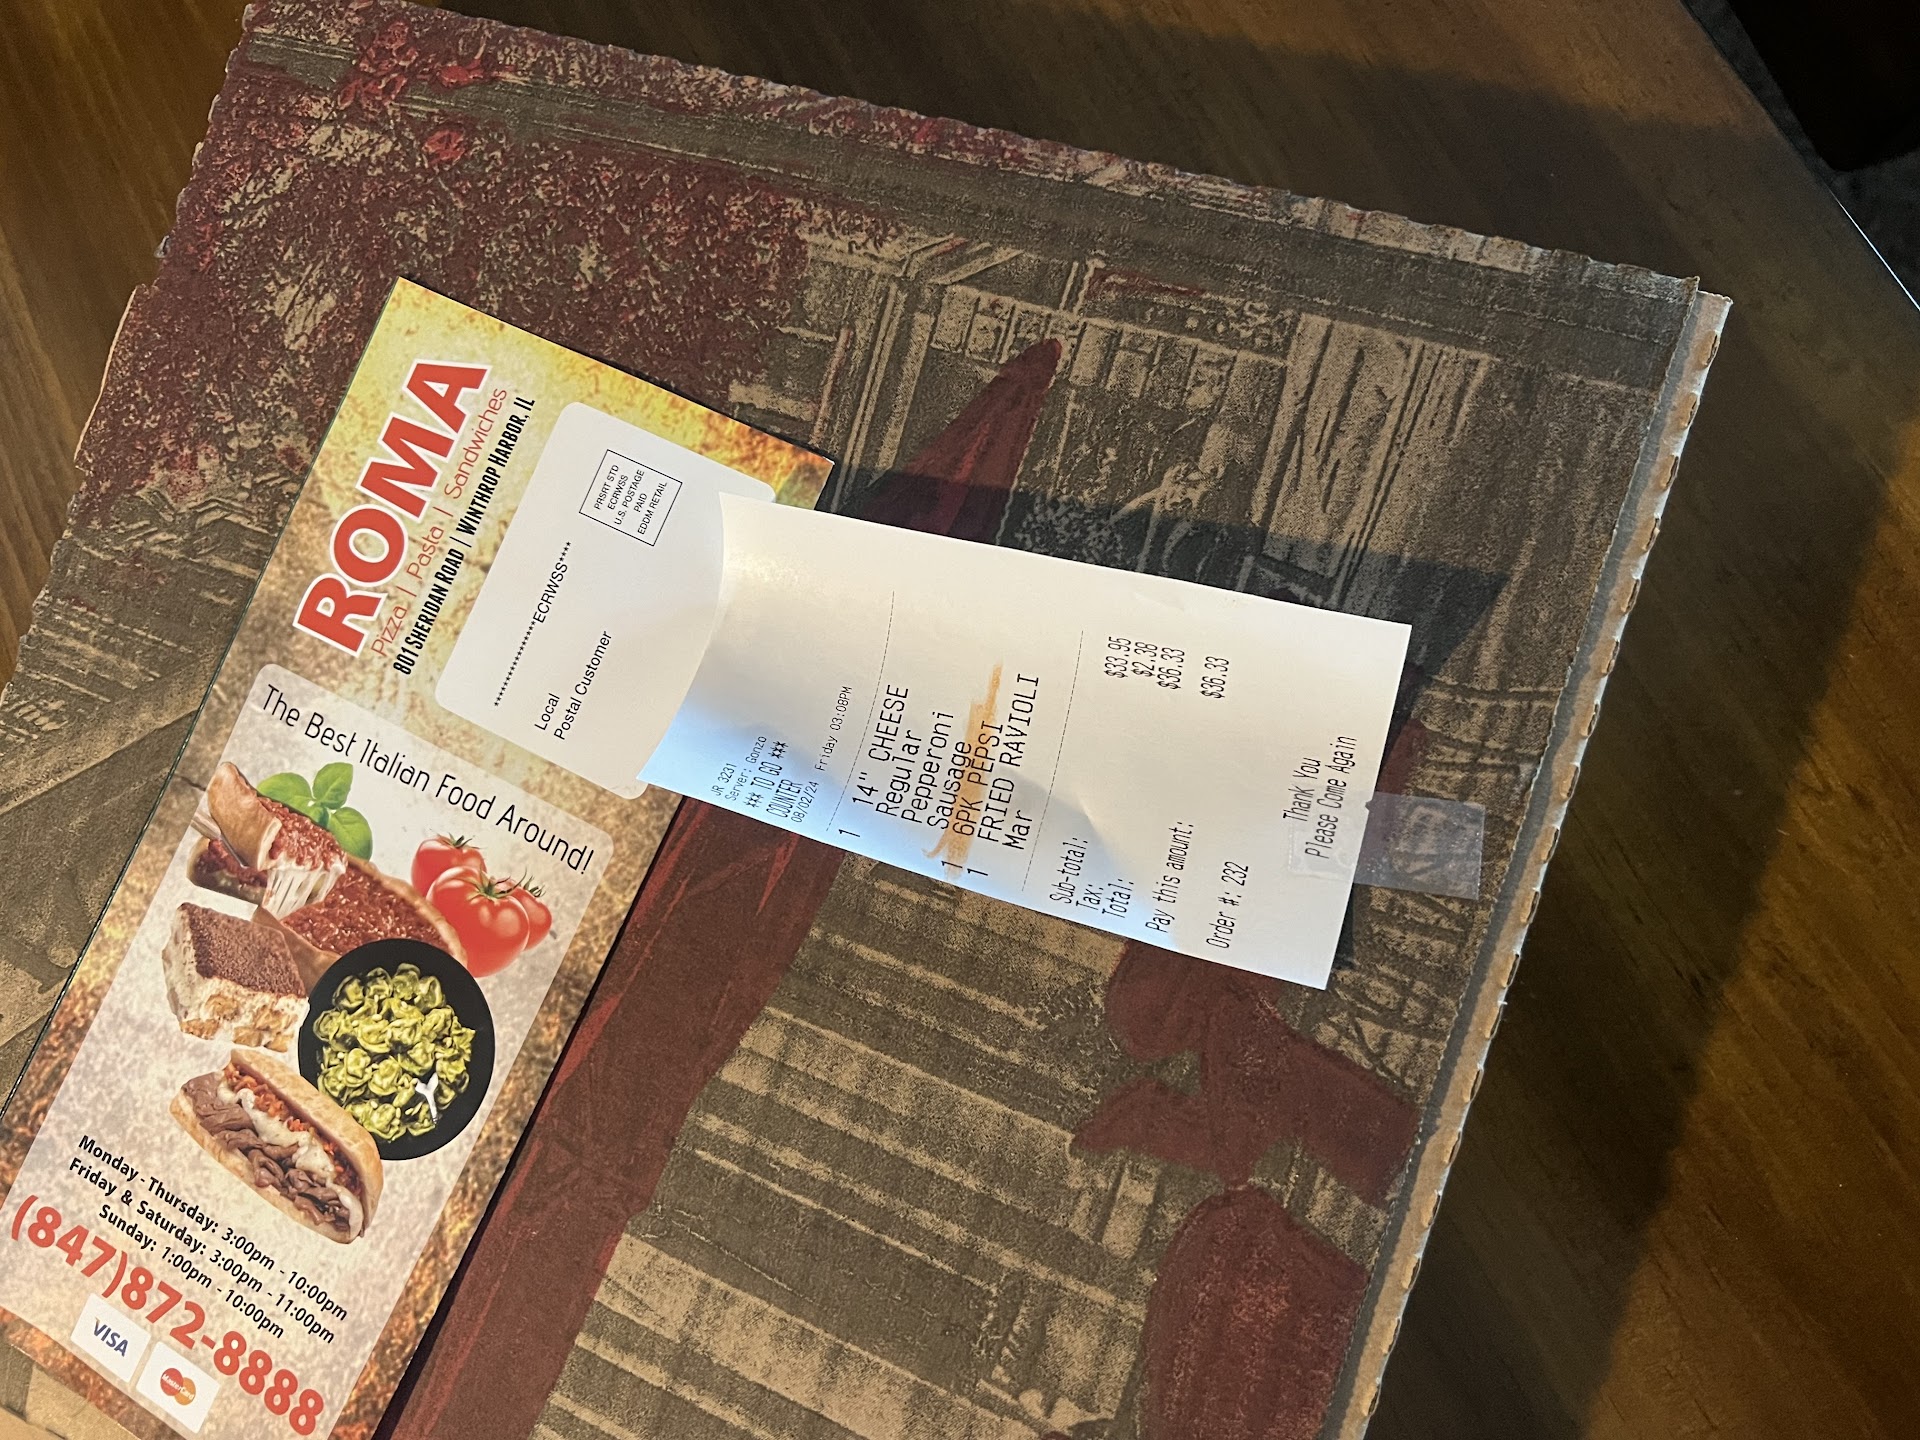 ROMA
Pizza | Pasta | Sandwiches
801 SHERIDAN ROAD | WINTHROP HARBOR, IL
PRSRT STD
ECRWSS
U.S. POSTAGE
PAID
EDDM RETAIL
******************ECRWSS****
Local
Postal Customer
The Best Italian Food Around!
Monday - Thursday: 3:00pm - 10:00pm
Friday & Saturday: 3:00pm - 11:00pm
Sunday: 1:00pm - 10:00pm
(847)872-8888
VISA
MasterCard
JR 3231
Server: Gonzo
*** TO GO ***
COUNTER
08/02/24 Friday 03:08PM
1 14" CHEESE
Regular
Pepperoni
Sausage
1 6PK PEPSI
1 FRIED RAVIOLI
Mar
Sub-total: $33.95
Tax: $2.38
Total: $36.33
Pay this amount: $36.33
Order #: 232
Thank You
Please Come Again